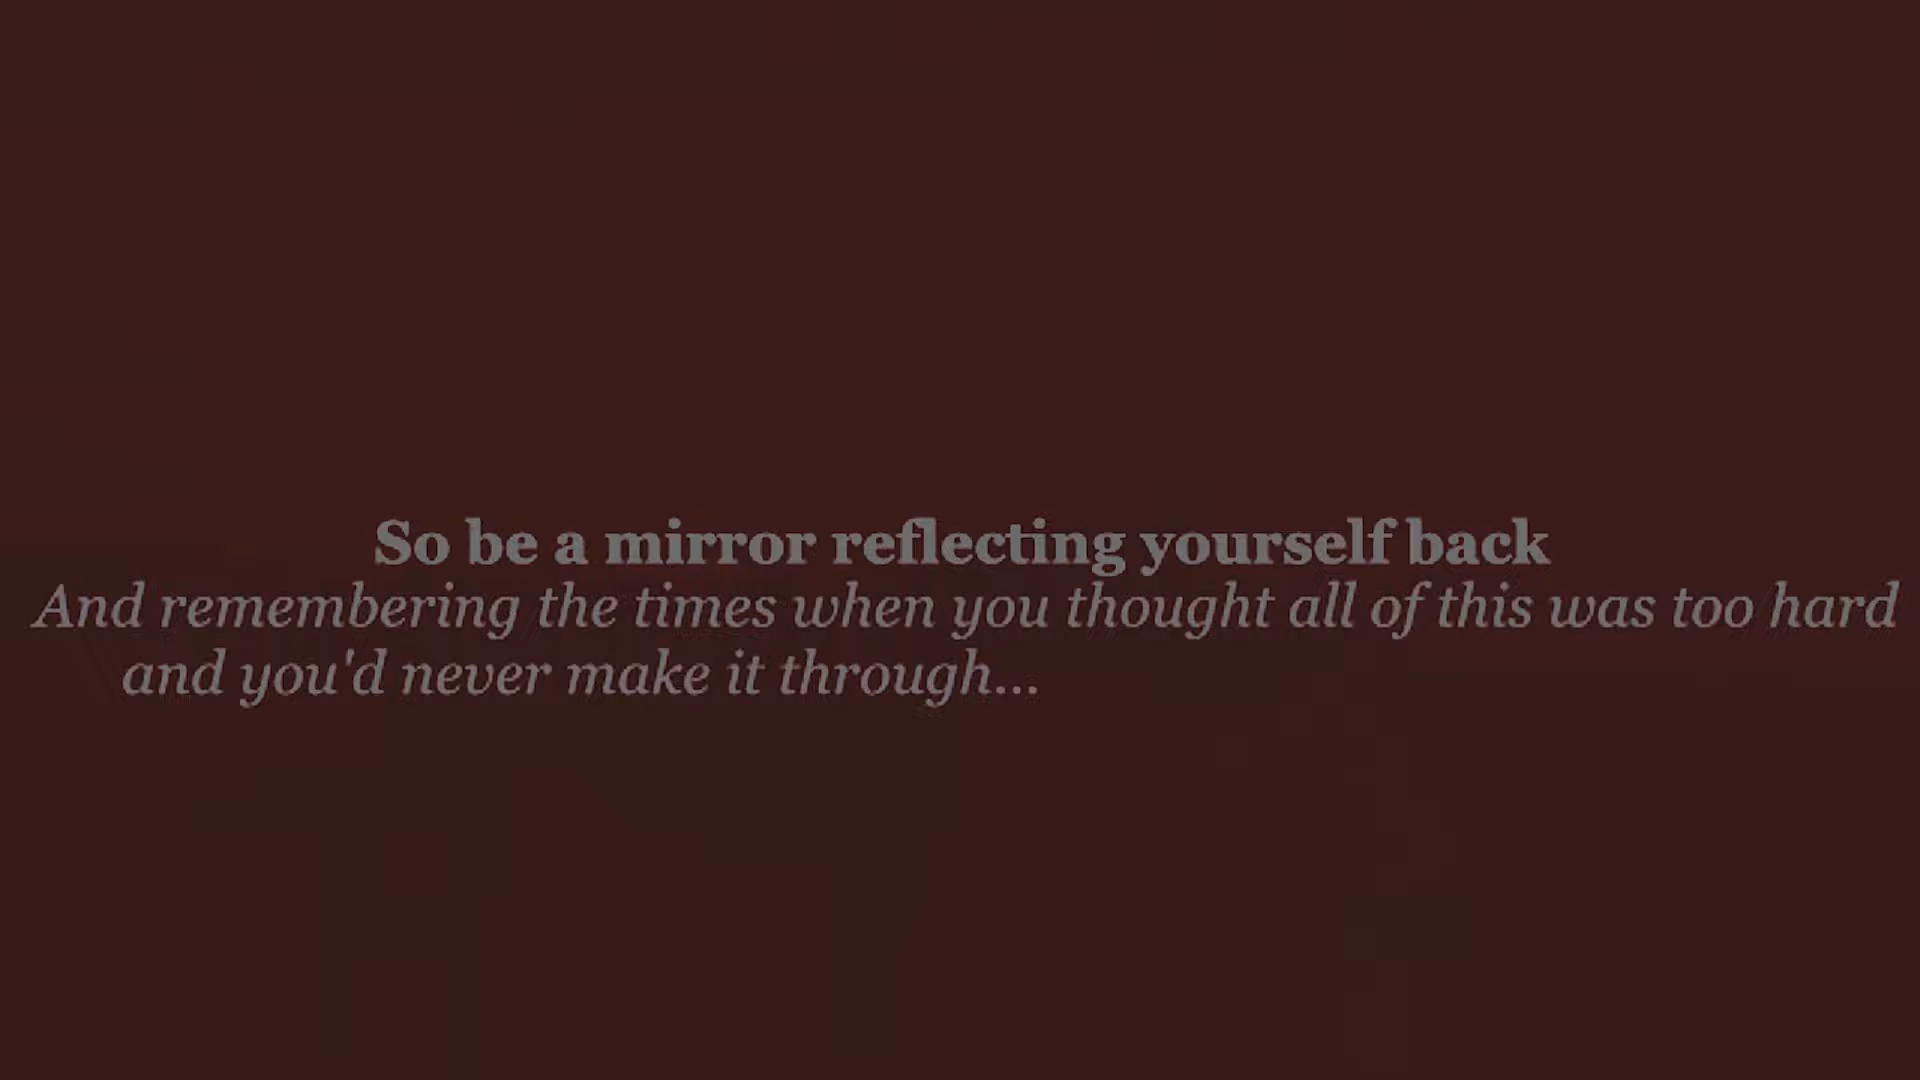 So be a mirror reflecting yourself back
And remembering the times when you thought all of this was too hard
and you'd never make it through...